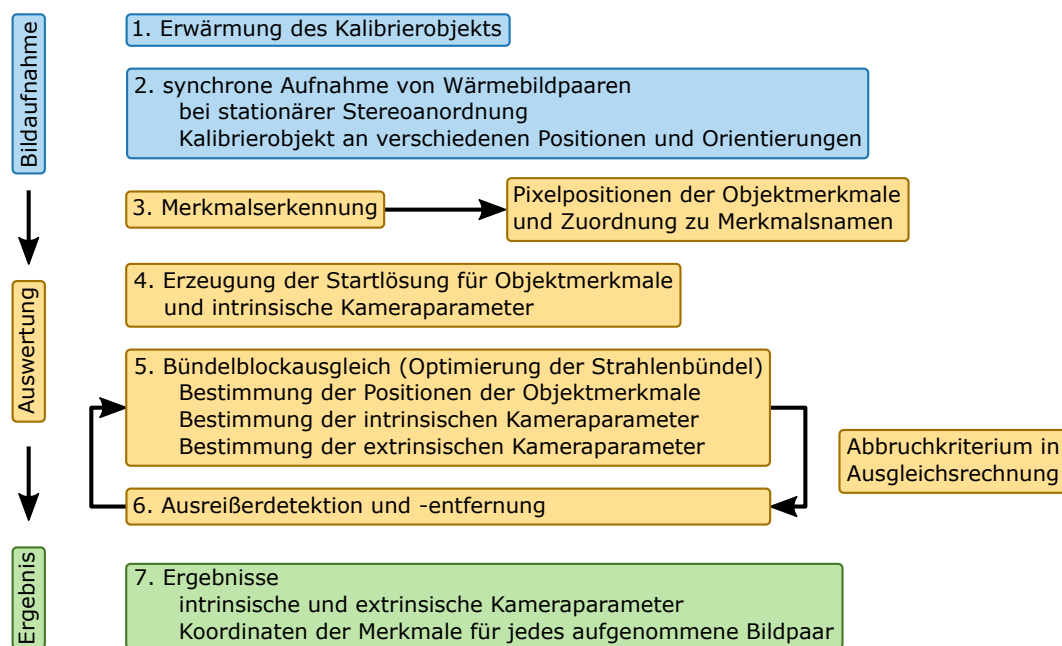 Bildaufnahme
1. Erwärmung des Kalibrierobjekts
2. synchrone Aufnahme von Wärmebildpaaren
bei stationärer Stereoanordnung
Kalibrierobjekt an verschiedenen Positionen und Orientierungen
3. Merkmalserkennung
Pixelpositionen der Objektmerkmale
und Zuordnung zu Merkmalsnamen
Auswertung
4. Erzeugung der Startlösung für Objektmerkmale
und intrinsische Kameraparameter
5. Bündelblockausgleich (Optimierung der Strahlenbündel)
Bestimmung der Positionen der Objektmerkmale
Bestimmung der intrinsischen Kameraparameter
Bestimmung der extrinsischen Kameraparameter
Abbruchkriterium in
Ausgleichsrechnung
6. Ausreißerdetektion und -entfernung
Ergebnis
7. Ergebnisse
intrinsische und extrinsische Kameraparameter
Koordinaten der Merkmale für jedes aufgenommene Bildpaar